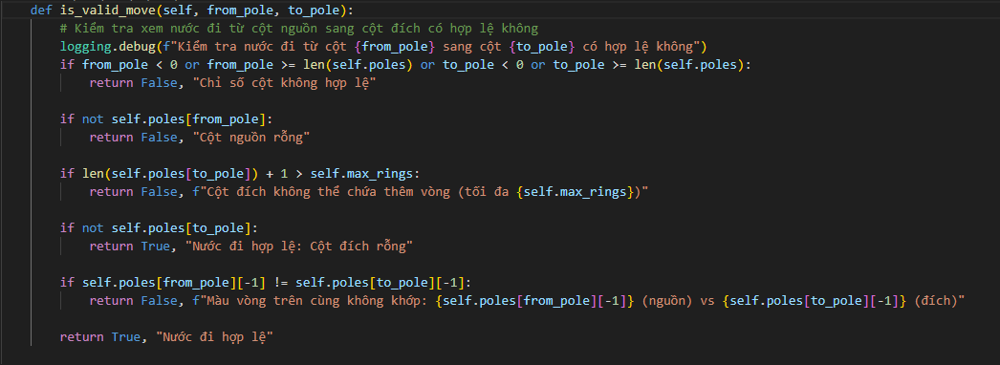 def is_valid_move(self, from_pole, to_pole):
# Kiểm tra xem nước đi từ cột nguồn sang cột đích có hợp lệ không
logging.debug(f"Kiểm tra nước đi từ cột {from_pole} sang cột {to_pole} có hợp lệ không")
if from_pole < 0 or from_pole >= len(self.poles) or to_pole < 0 or to_pole >= len(self.poles):
return False, "Chỉ số cột không hợp lệ"
if not self.poles[from_pole]:
return False, "Cột nguồn rỗng"
if len(self.poles[to_pole]) + 1 > self.max_rings:
return False, f"Cột đích không thể chứa thêm vòng (tối đa {self.max_rings})"
if not self.poles[to_pole]:
return True, "Nước đi hợp lệ: Cột đích rỗng"
if self.poles[from_pole][-1] != self.poles[to_pole][-1]:
return False, f"Màu vòng trên cùng không khớp: {self.poles[from_pole][-1]} (nguồn) vs {self.poles[to_pole][-1]} (đích)"
return True, "Nước đi hợp lệ"